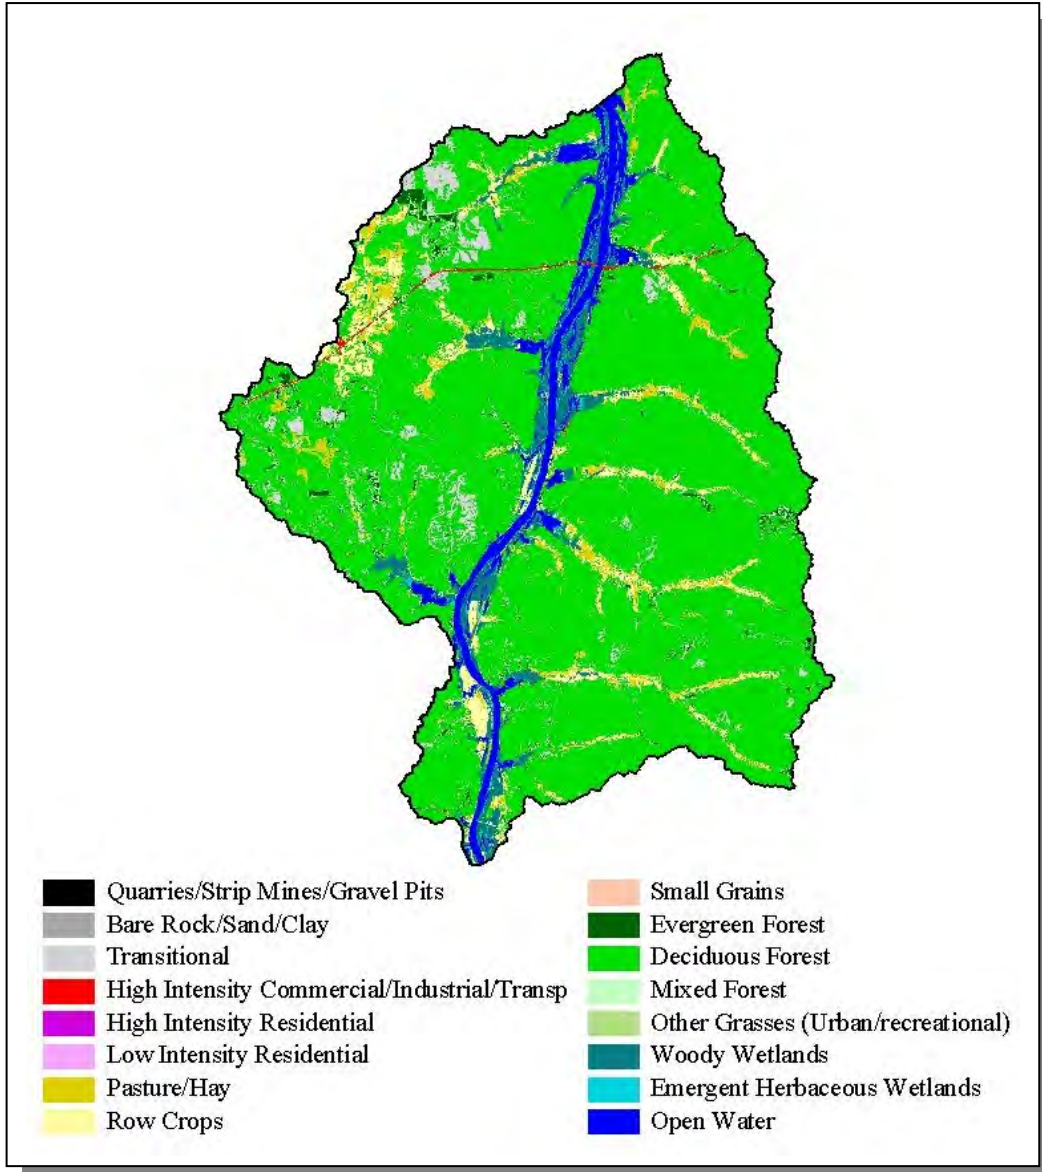 Quarries/Strip Mines/Gravel Pits
Bare Rock/Sand/Clay
Transitional
High Intensity Commercial/Industrial/Transp
High Intensity Residential
Low Intensity Residential
Pasture/Hay
Row Crops
Small Grains
Evergreen Forest
Deciduous Forest
Mixed Forest
Other Grasses (Urban/recreational)
Woody Wetlands
Emergent Herbaceous Wetlands
Open Water